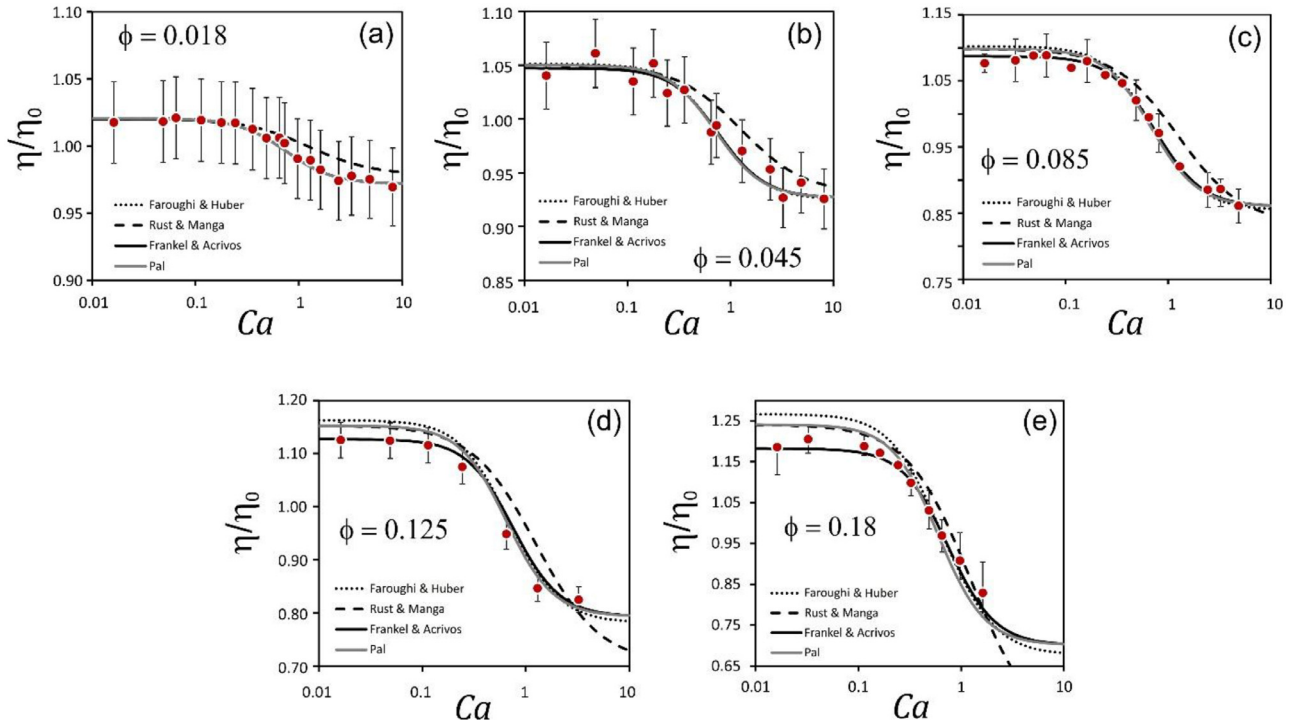 1.10
1.05
1.00
0.95
0.90
0.01
0.1
1
10
η/η₀
Ca
ϕ = 0.018
(a)
Faroughi & Huber
Rust & Manga
Frankel & Acrivos
Pal
1.10
1.05
1.00
0.95
0.90
0.85
0.01
0.1
1
10
η/η₀
Ca
(b)
Faroughi & Huber
Rust & Manga
Frankel & Acrivos
Pal
ϕ = 0.045
1.15
1.05
0.95
0.85
0.75
0.01
0.1
1
10
η/η₀
Ca
(c)
ϕ = 0.085
Faroughi & Huber
Rust & Manga
Frankel & Acrivos
Pal
1.20
1.10
1.00
0.90
0.80
0.70
0.01
0.1
1
10
η/η₀
Ca
(d)
ϕ = 0.125
Faroughi & Huber
Rust & Manga
Frankel & Acrivos
Pal
1.25
1.15
1.05
0.95
0.85
0.75
0.65
0.01
0.1
1
10
η/η₀
Ca
(e)
ϕ = 0.18
Faroughi & Huber
Rust & Manga
Frankel & Acrivos
Pal